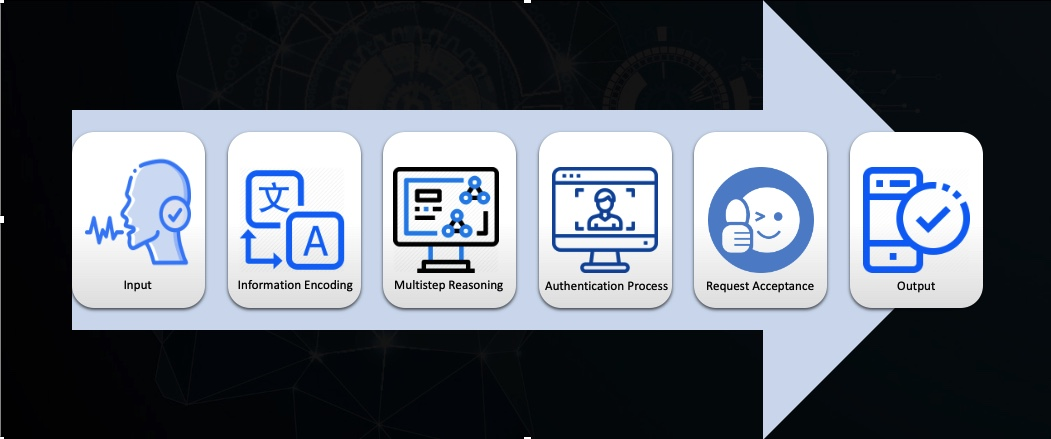 文
A
Input
Information Encoding
Multistep Reasoning
Authentication Process
Request Acceptance
Output